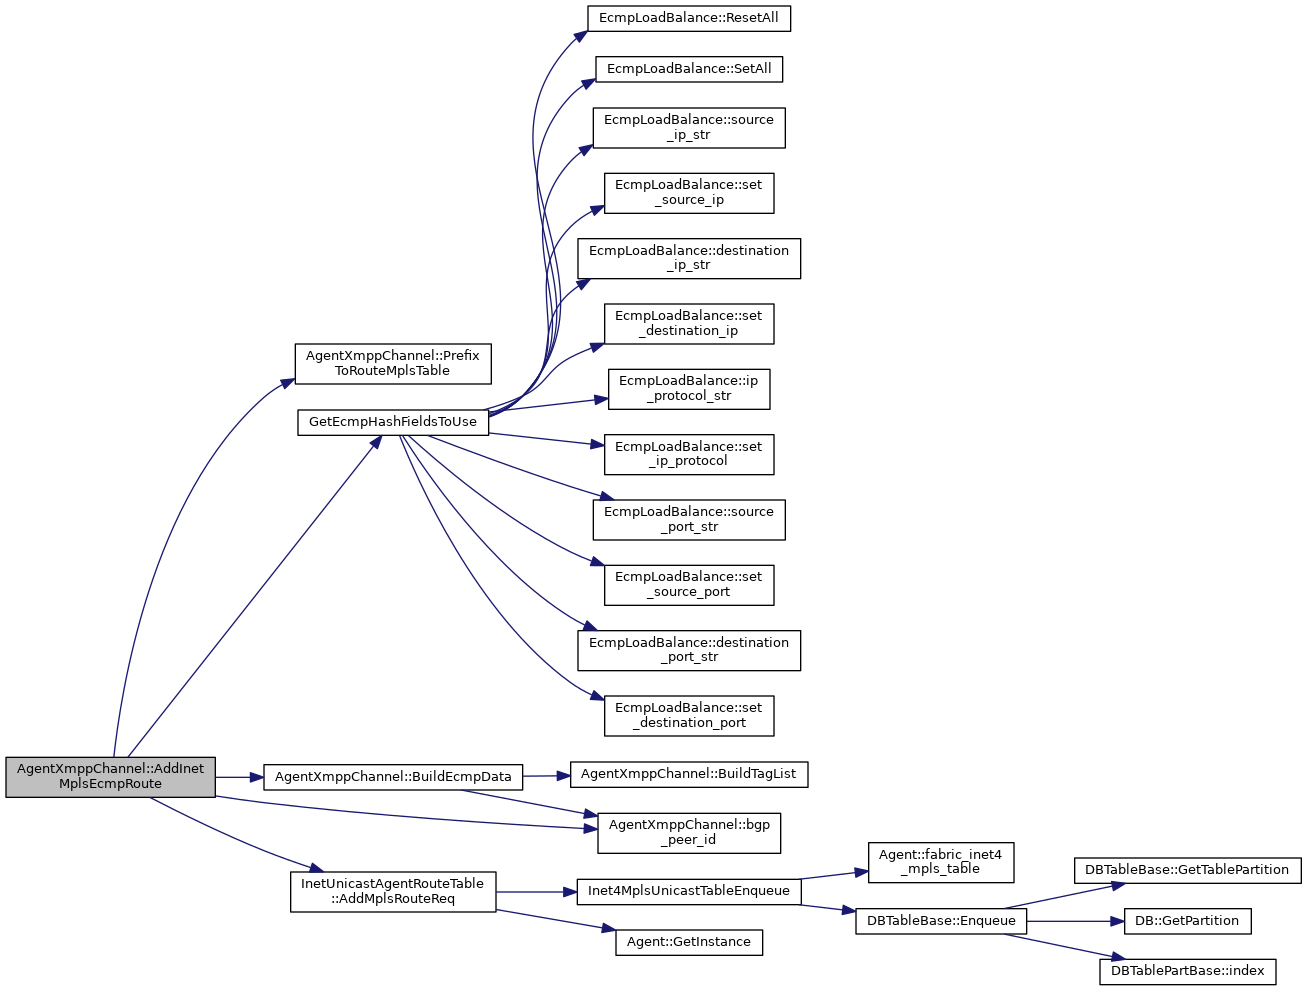 EcmpLoadBalance::ResetAll
EcmpLoadBalance::SetAll
EcmpLoadBalance::source
_ip_str
EcmpLoadBalance::set
_source_ip
EcmpLoadBalance::destination
_ip_str
EcmpLoadBalance::set
_destination_ip
AgentXmppChannel::Prefix
ToRouteMplsTable
EcmpLoadBalance::ip
_protocol_str
GetEcmpHashFieldsToUse
EcmpLoadBalance::set
_ip_protocol
EcmpLoadBalance::source
_port_str
EcmpLoadBalance::set
_source_port
EcmpLoadBalance::destination
_port_str
EcmpLoadBalance::set
_destination_port
AgentXmppChannel::AddInet
MplsEcmpRoute
AgentXmppChannel::BuildEcmpData
AgentXmppChannel::BuildTagList
AgentXmppChannel::bgp
_peer_id
InetUnicastAgentRouteTable
::AddMplsRouteReq
Inet4MplsUnicastTableEnqueue
Agent::fabric_inet4
_mpls_table
DBTableBase::GetTablePartition
DBTableBase::Enqueue
DB::GetPartition
Agent::GetInstance
DBTablePartBase::index